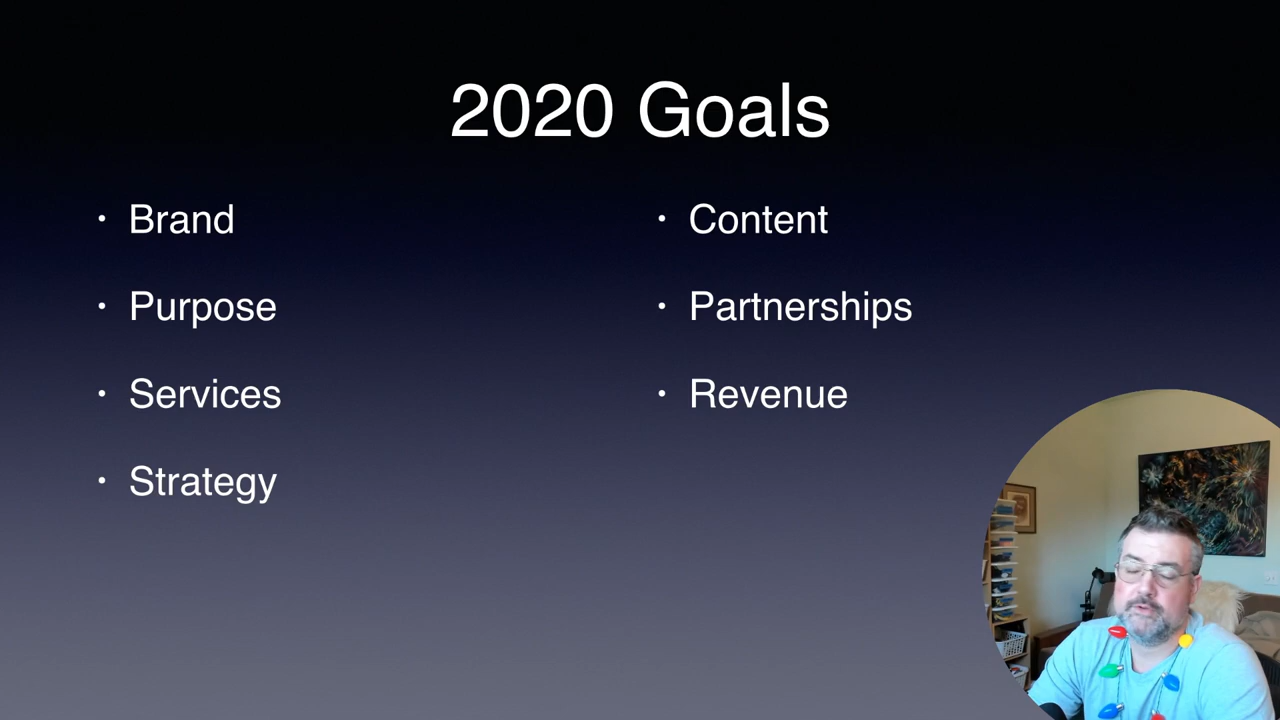 2020 Goals
• Brand
• Purpose
• Services
• Strategy
• Content
• Partnerships
• Revenue